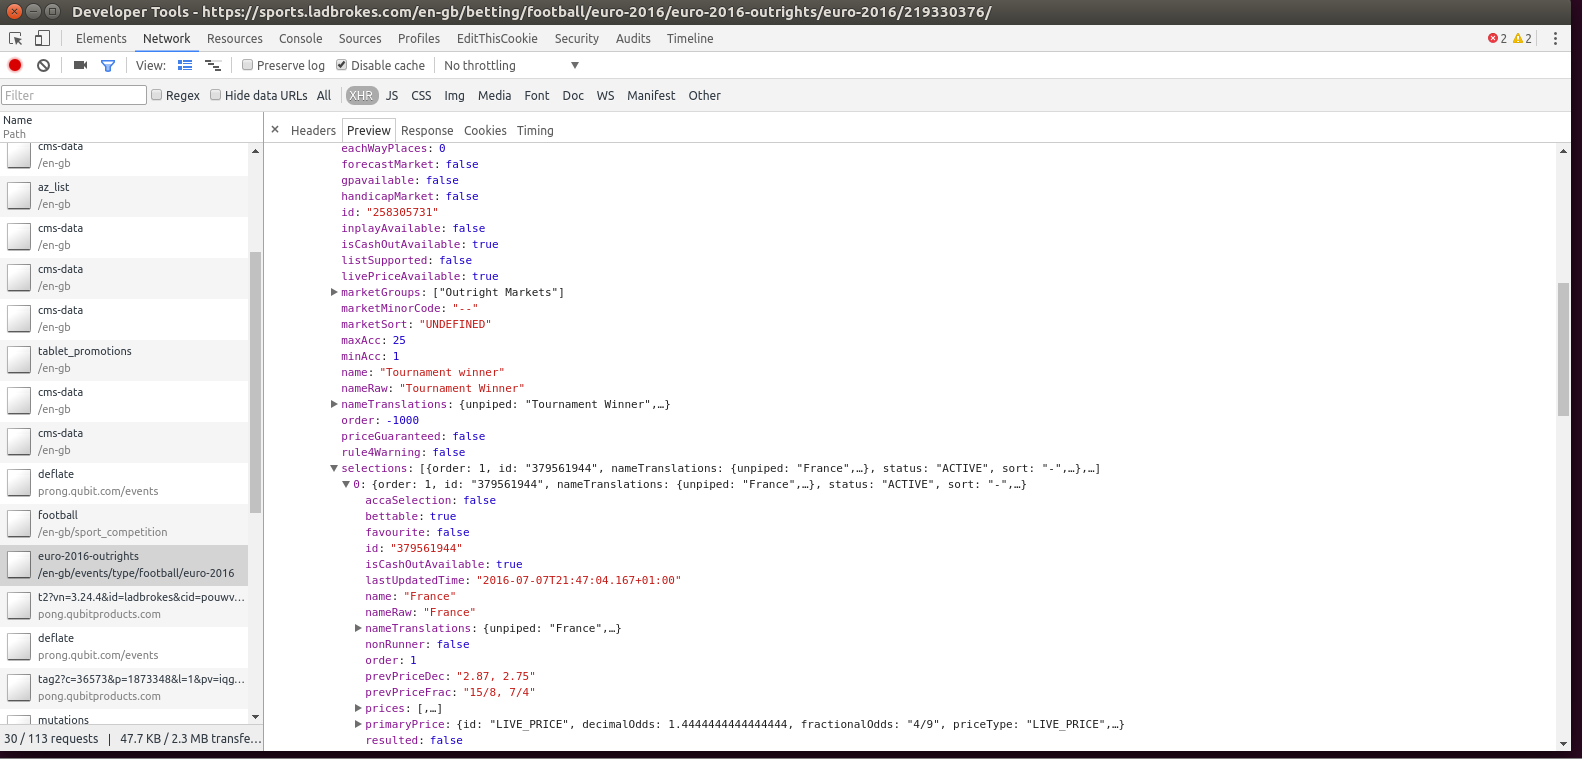 Developer Tools - https://sports.ladbrokes.com/en-gb/betting/football/euro-2016/euro-2016-outrights/euro-2016/219330376/
Elements Network Resources Console Sources Profiles EditThisCookie Security Audits Timeline 2 2
View: Preserve log Disable cache No throttling
Filter Regex Hide data URLs All XHR JS CSS Img Media Font Doc WS Manifest Other
Name
Path
cms-data
/en-gb
az_list
/en-gb
cms-data
/en-gb
cms-data
/en-gb
cms-data
/en-gb
tablet_promotions
/en-gb
cms-data
/en-gb
cms-data
/en-gb
deflate
prong.qubit.com/events
football
/en-gb/sport_competition
euro-2016-outrights
/en-gb/events/type/football/euro-2016
t2?vn=3.24.4&id=ladbrokes&cid=pouwv...
pong.qubitproducts.com
deflate
prong.qubit.com/events
tag2?c=36573&p=1873348&l=1&pv=iqg...
pong.qubitproducts.com
mutations
30 / 113 requests | 47.7 KB / 2.3 MB transfe...
× Headers Preview Response Cookies Timing
eachWayPlaces: 0
forecastMarket: false
gpavailable: false
handicapMarket: false
id: "258305731"
inplayAvailable: false
isCashOutAvailable: true
listSupported: false
livePriceAvailable: true
marketGroups: ["Outright Markets"]
marketMinorCode: "--"
marketSort: "UNDEFINED"
maxAcc: 25
minAcc: 1
name: "Tournament winner"
nameRaw: "Tournament Winner"
nameTranslations: {unpiped: "Tournament Winner",…}
order: -1000
priceGuaranteed: false
rule4Warning: false
selections: [{order: 1, id: "379561944", nameTranslations: {unpiped: "France",…}, status: "ACTIVE", sort: "-",…},…]
0: {order: 1, id: "379561944", nameTranslations: {unpiped: "France",…}, status: "ACTIVE", sort: "-",…}
accaSelection: false
bettable: true
favourite: false
id: "379561944"
isCashOutAvailable: true
lastUpdatedTime: "2016-07-07T21:47:04.167+01:00"
name: "France"
nameRaw: "France"
nameTranslations: {unpiped: "France",…}
nonRunner: false
order: 1
prevPriceDec: "2.87, 2.75"
prevPriceFrac: "15/8, 7/4"
prices: [,…]
primaryPrice: {id: "LIVE_PRICE", decimalOdds: 1.4444444444444444, fractionalOdds: "4/9", priceType: "LIVE_PRICE",…}
resulted: false